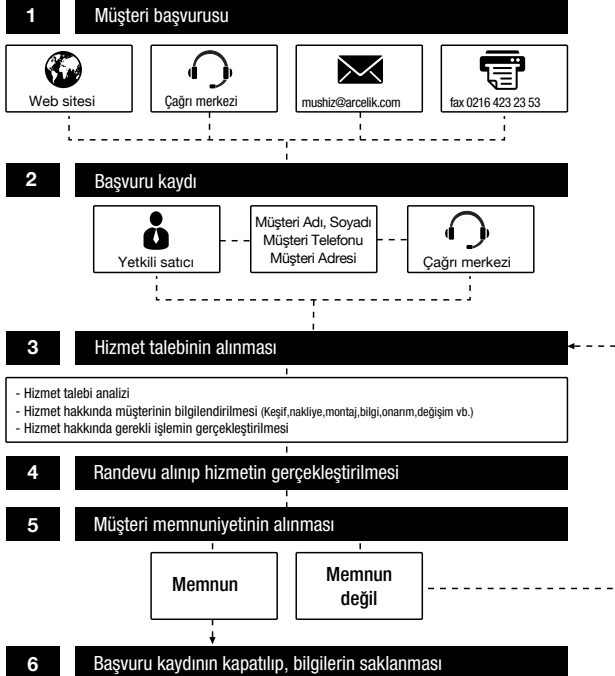 1 Müşteri başvurusu
Web sitesi
Çağrı merkezi
mushiz@arcelik.com
fax 0216 423 23 53
2 Başvuru kaydı
Yetkili satıcı
Müşteri Adı, Soyadı
Müşteri Telefonu
Müşteri Adresi
Çağrı merkezi
3 Hizmet talebinin alınması
- Hizmet talebi analizi
- Hizmet hakkında müşterinin bilgilendirilmesi (Keşif,nakliye,montaj,bilgi,onarım,değişim vb.)
- Hizmet hakkında gerekli işlemin gerçekleştirilmesi
4 Randevu alınıp hizmetin gerçekleştirilmesi
5 Müşteri memnuniyetinin alınması
Memnun
Memnun
değil
6 Başvuru kaydının kapatılıp, bilgilerin saklanması